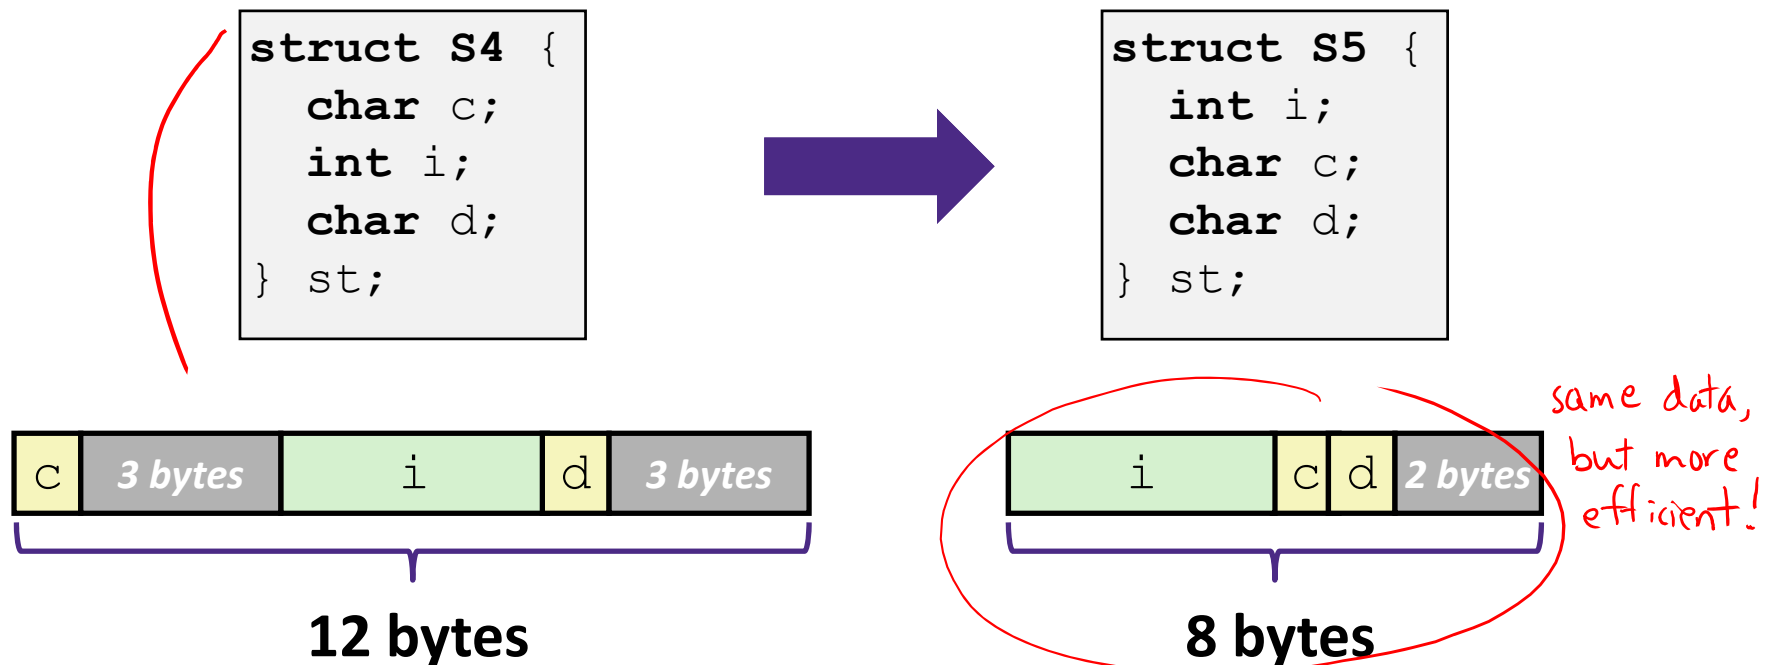 struct S4 {
char c;
int i;
char d;
} st;
struct S5 {
int i;
char c;
char d;
} st;
c 3 bytes i d 3 bytes
12 bytes
i c d 2 bytes
8 bytes
same data,
but more
efficient!